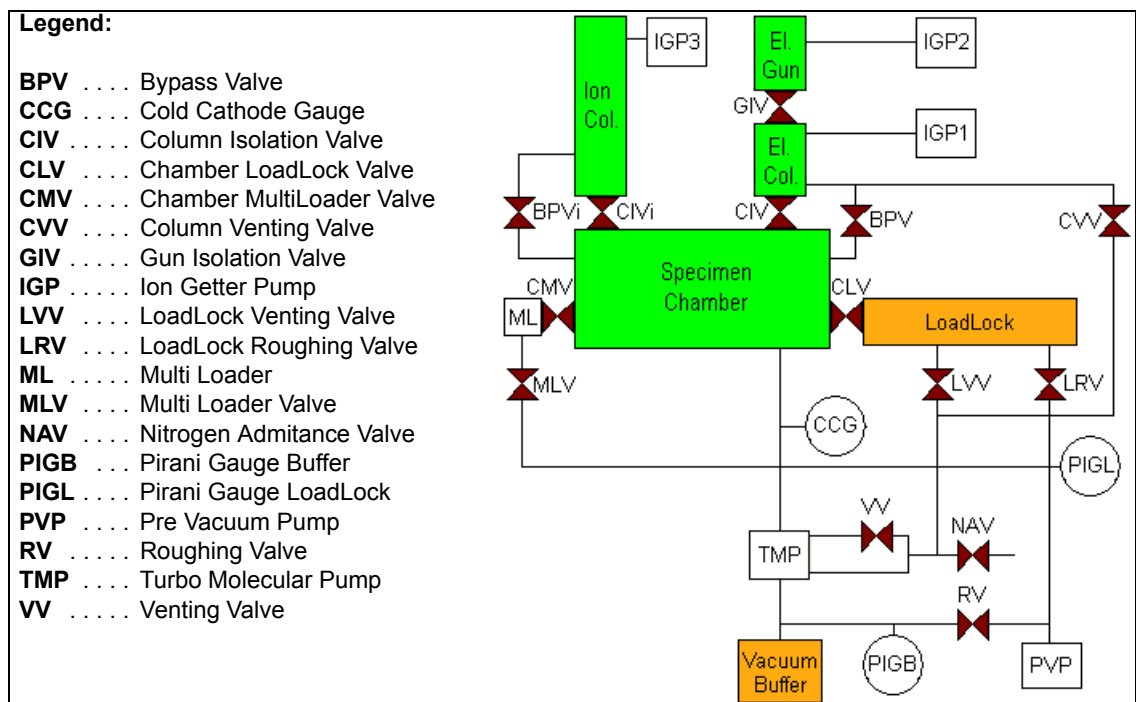 Legend:
BPV . . . . Bypass Valve
CCG . . . . Cold Cathode Gauge
CIV . . . . . Column Isolation Valve
CLV . . . . Chamber LoadLock Valve
CMV . . . . Chamber MultiLoader Valve
CVV . . . . Column Venting Valve
GIV . . . . . Gun Isolation Valve
IGP . . . . . Ion Getter Pump
LVV . . . . LoadLock Venting Valve
LRV . . . . LoadLock Roughing Valve
ML . . . . . Multi Loader
MLV . . . . Multi Loader Valve
NAV . . . . Nitrogen Admitance Valve
PIGB . . . Pirani Gauge Buffer
PIGL . . . . Pirani Gauge LoadLock
PVP . . . . Pre Vacuum Pump
RV . . . . . Roughing Valve
TMP . . . . Turbo Molecular Pump
VV . . . . . Venting Valve
IGP3
El.
Gun
IGP2
Ion
Col.
GIV
El.
Col.
IGP1
BPVi
CIVi
CIV
BPV
CVV
Specimen
Chamber
CMV
CLV
ML
LoadLock
MLV
LVV
LRV
CCG
PIGL
VV
NAV
TMP
RV
Vacuum
Buffer
PIGB
PVP